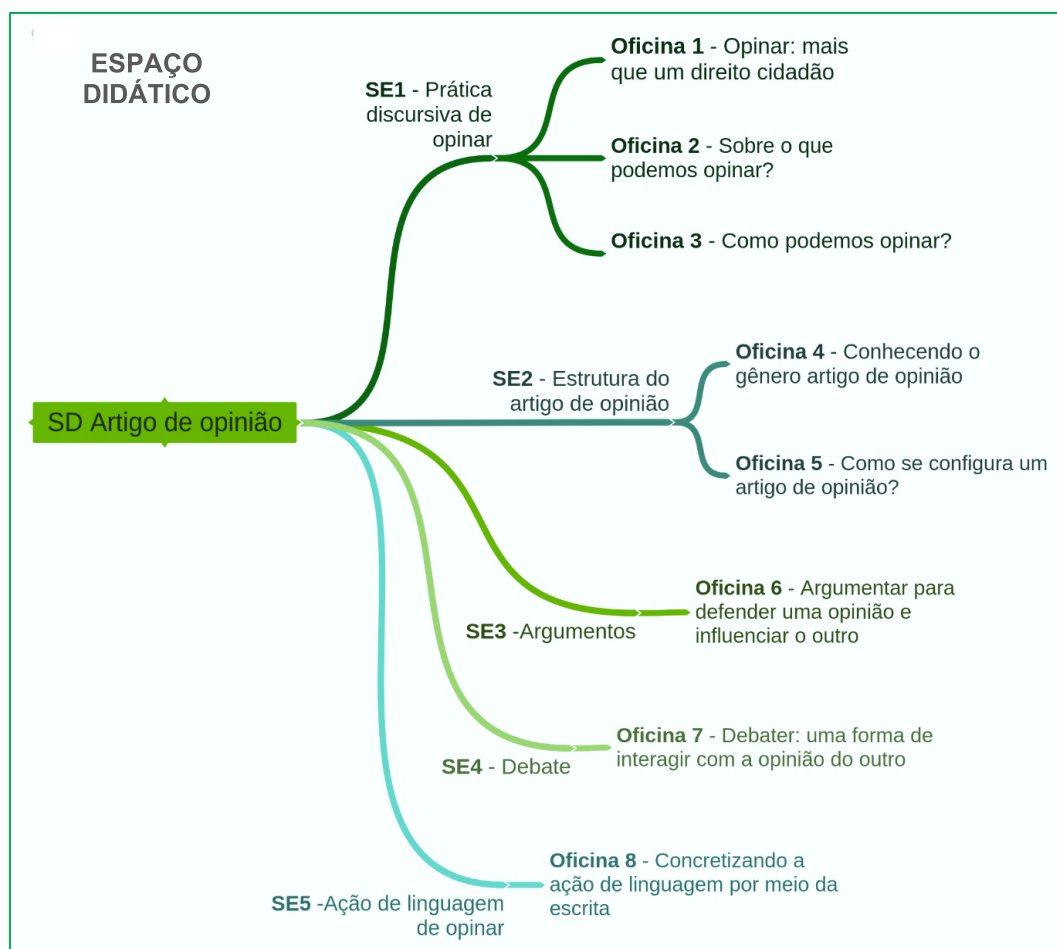 ESPAÇO
DIDÁTICO
SE1 - Prática
discursiva de
opinar
Oficina 1 - Opinar: mais
que um direito cidadão
Oficina 2 - Sobre o que
podemos opinar?
Oficina 3 - Como podemos opinar?
SD Artigo de opinião
SE2 - Estrutura do
artigo de opinião
Oficina 4 - Conhecendo o
gênero artigo de opinião
Oficina 5 - Como se configura um
artigo de opinião?
SE3 -Argumentos
Oficina 6 - Argumentar para
defender uma opinião e
influenciar o outro
SE4 - Debate
Oficina 7 - Debater: uma forma de
interagir com a opinião do outro
SE5 -Ação de linguagem
de opinar
Oficina 8 - Concretizando a
ação de linguagem por meio da
escrita